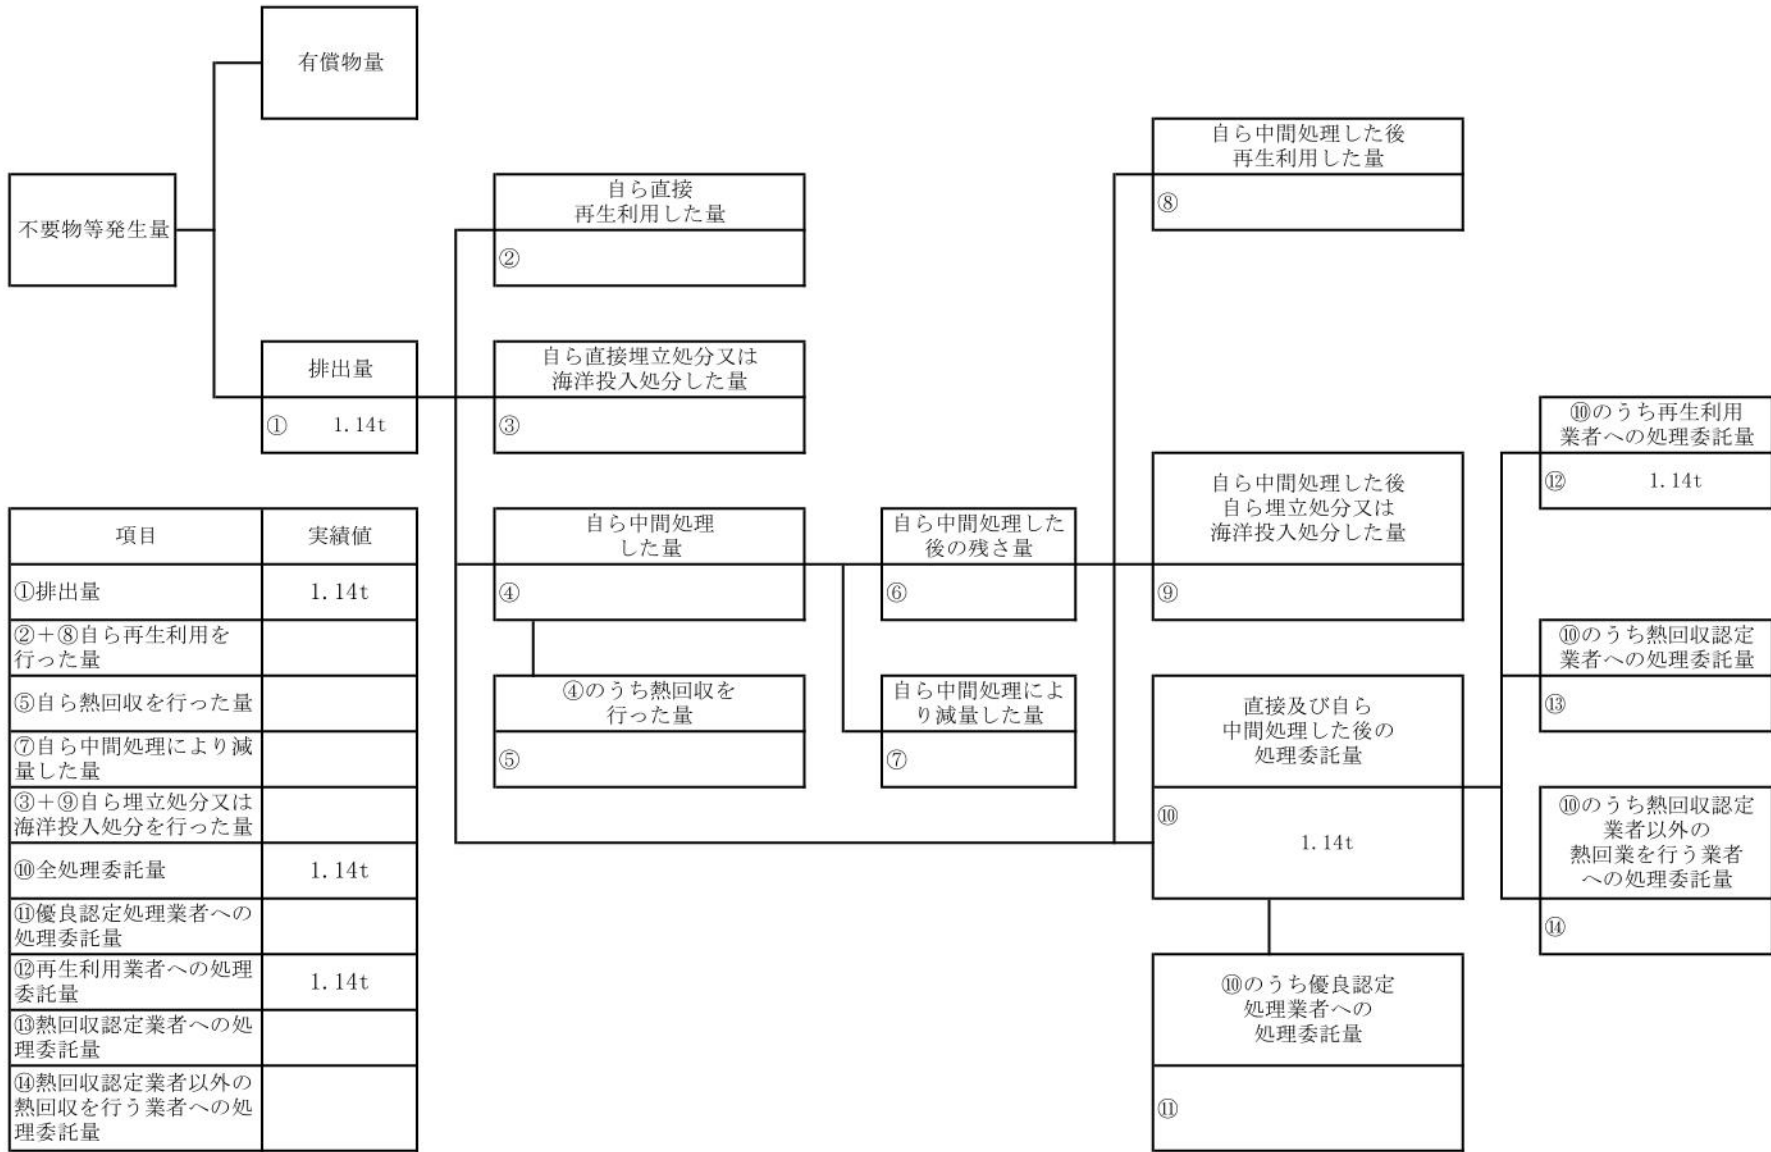 有償物量
不要物等発生量
排出量
① 1.14t
自ら直接
再生利用した量
②
自ら直接埋立処分又は
海洋投入処分した量
③
自ら中間処理
した量
④
④のうち熱回収を
行った量
⑤
自ら中間処理した
後の残さ量
⑥
自ら中間処理によ
り減量した量
⑦
自ら中間処理した後
再生利用した量
⑧
自ら中間処理した後
自ら埋立処分又は
海洋投入処分した量
⑨
直接及び自ら
中間処理した後の
処理委託量
⑩
1.14t
⑩のうち優良認定
処理業者への
処理委託量
⑪
⑩のうち再生利用
業者への処理委託量
⑫ 1.14t
⑩のうち熱回収認定
業者への処理委託量
⑬
⑩のうち熱回収認定
業者以外の
熱回業を行う業者
への処理委託量
⑭
項目 実績値
①排出量 1.14t
②+⑧自ら再生利用を
行った量
⑤自ら熱回収を行った量
⑦自ら中間処理により減
量した量
③+⑨自ら埋立処分又は
海洋投入処分を行った量
⑩全処理委託量 1.14t
⑪優良認定処理業者への
処理委託量
⑫再生利用業者への処理
委託量 1.14t
⑬熱回収認定業者への処
理委託量
⑭熱回収認定業者以外の
熱回収を行う業者への処
理委託量